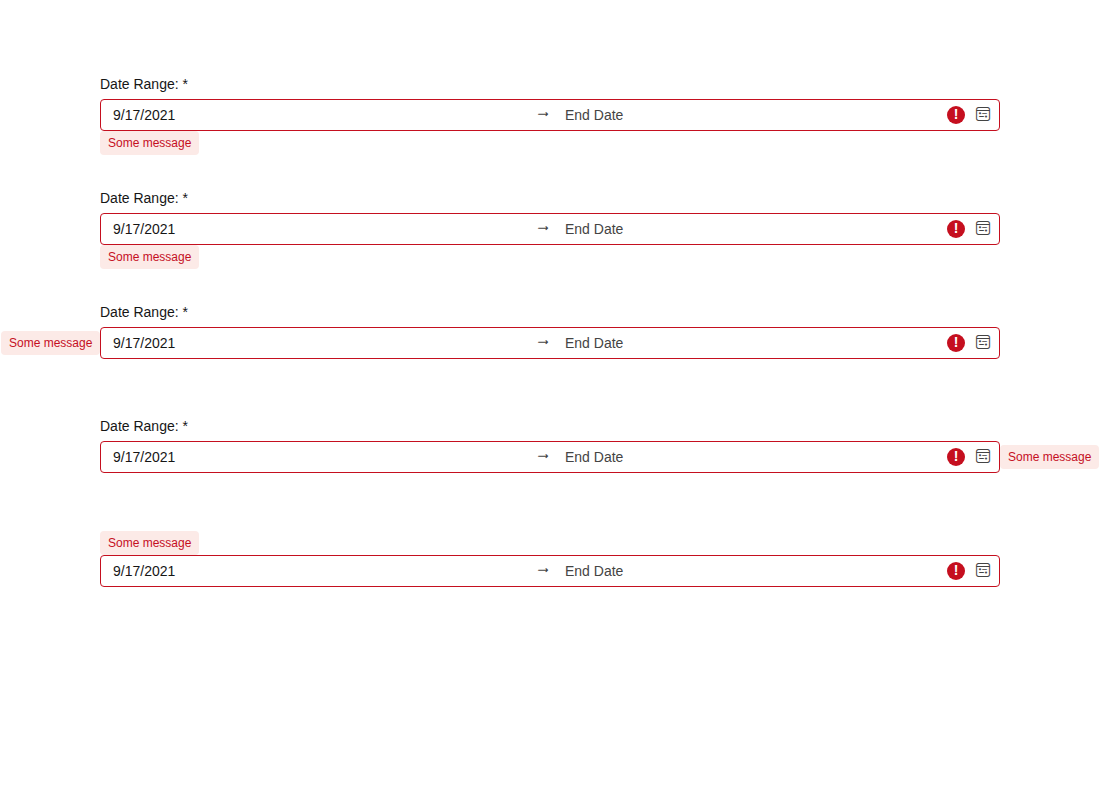 Date Range: *
9/17/2021 → End Date
Some message
Date Range: *
9/17/2021 → End Date
Some message
Date Range: *
Some message 9/17/2021 → End Date
Date Range: *
9/17/2021 → End Date Some message
Some message
9/17/2021 → End Date